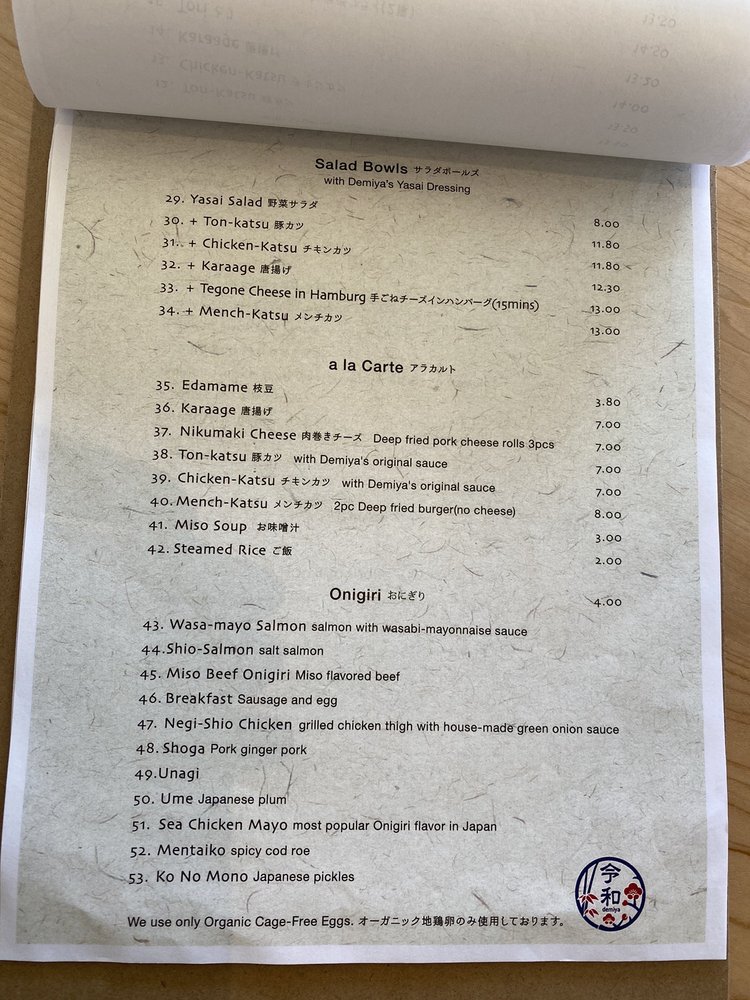 Salad Bowls サラダボールズ
with Demiya's Yasai Dressing
29. Yasai Salad 野菜サラダ 8.00
30. + Ton-katsu 豚カツ 11.80
31.. + Chicken-Katsu チキンカツ 11.80
32. + Karaage 唐揚げ 12.30
33. + Tegone Cheese in Hamburg 手ごねチーズインハンバーグ(15mins) 13.00
34. + Mench-Katsu メンチカツ 13.00
a la Carte アラカルト
35. Edamame 枝豆 3.80
36. Karaage 唐揚げ 7.00
37. Nikumaki Cheese 肉巻きチーズ Deep fried pork cheese rolls 3pcs 7.00
38. Ton-katsu 豚カツ with Demiya's original sauce 7.00
39. Chicken-Katsu チキンカツ with Demiya's original sauce 7.00
40. Mench-Katsu メンチカツ 2pc Deep fried burger(no cheese) 8.00
41. Miso Soup お味噌汁 3.00
42. Steamed Rice ご飯 2.00
Onigiri おにぎり 4.00
43. Wasa-mayo Salmon salmon with wasabi-mayonnaise sauce
44.Shio-Salmon salt salmon
45. Miso Beef Onigiri Miso flavored beef
46. Breakfast Sausage and egg
47. Negi-Shio Chicken grilled chicken thigh with house-made green onion sauce
48. Shoga Pork ginger pork
49.Unagi
50. Ume Japanese plum
51. Sea Chicken Mayo most popular Onigiri flavor in Japan
52. Mentaiko spicy cod roe
53. Ko No Mono Japanese pickles
令和
demiya
We use only Organic Cage-Free Eggs. オーガニック地鶏卵のみ使用しております。